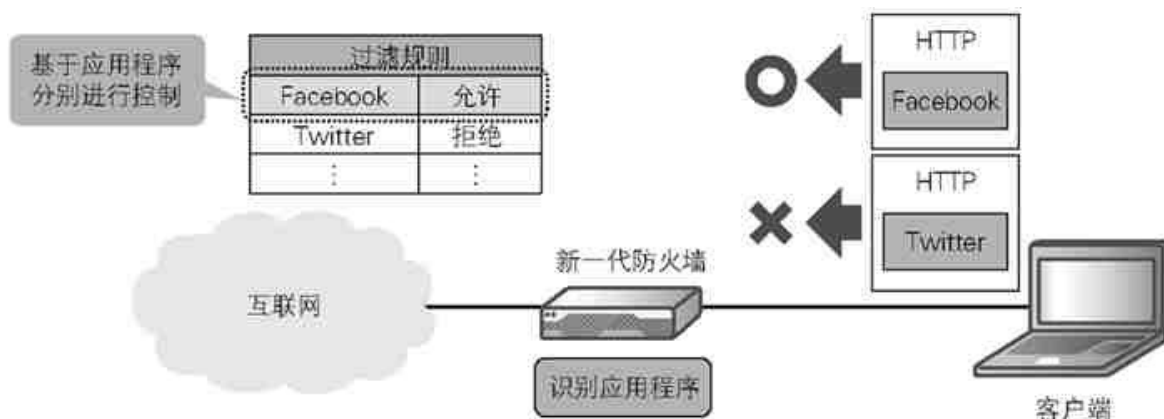 基于应用程序
分别进行控制
过滤规则
Facebook 允许
Twitter 拒绝
⋮ ⋮
HTTP
Facebook
HTTP
Twitter
新一代防火墙
互联网
识别应用程序
客户端